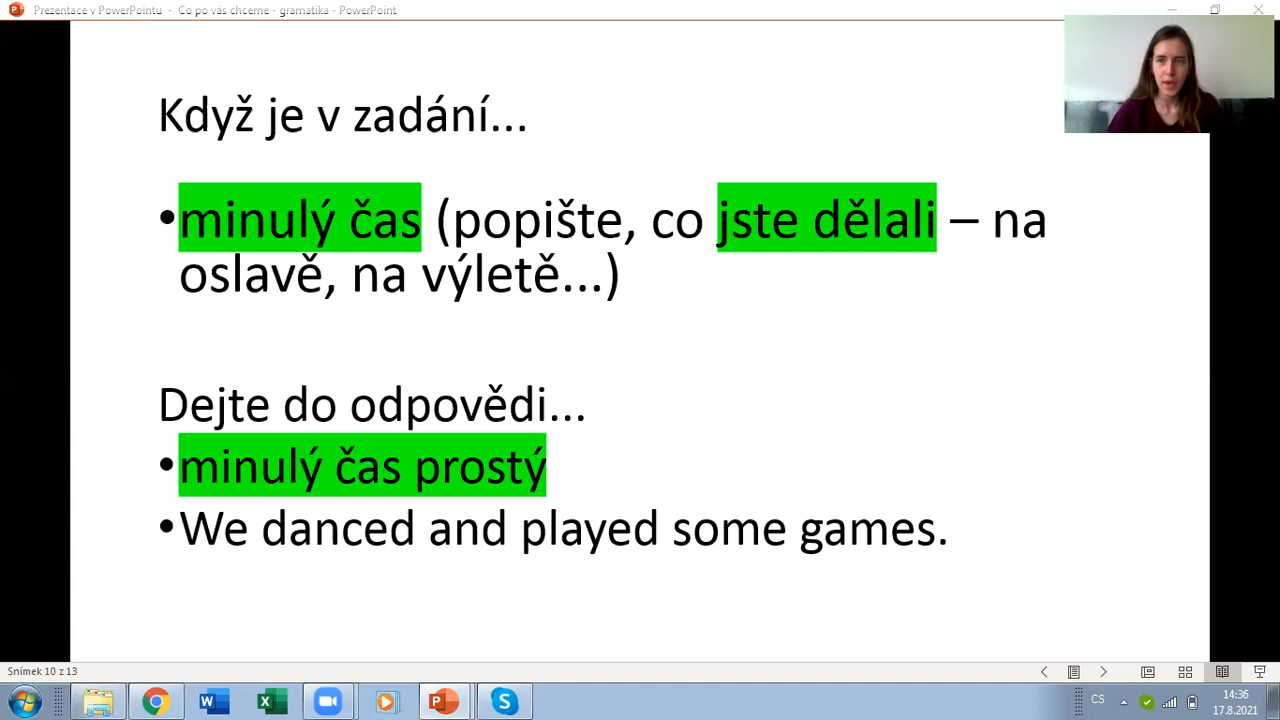 Prezentace v PowerPointu - Co po vás chceme - gramatika - PowerPoint
Když je v zadání...
•minulý čas (popište, co jste dělali – na
oslavě, na výletě...)
Dejte do odpovědi...
•minulý čas prostý
•We danced and played some games.
Snímek 10 z 13
CS
14:36
17.8.2021